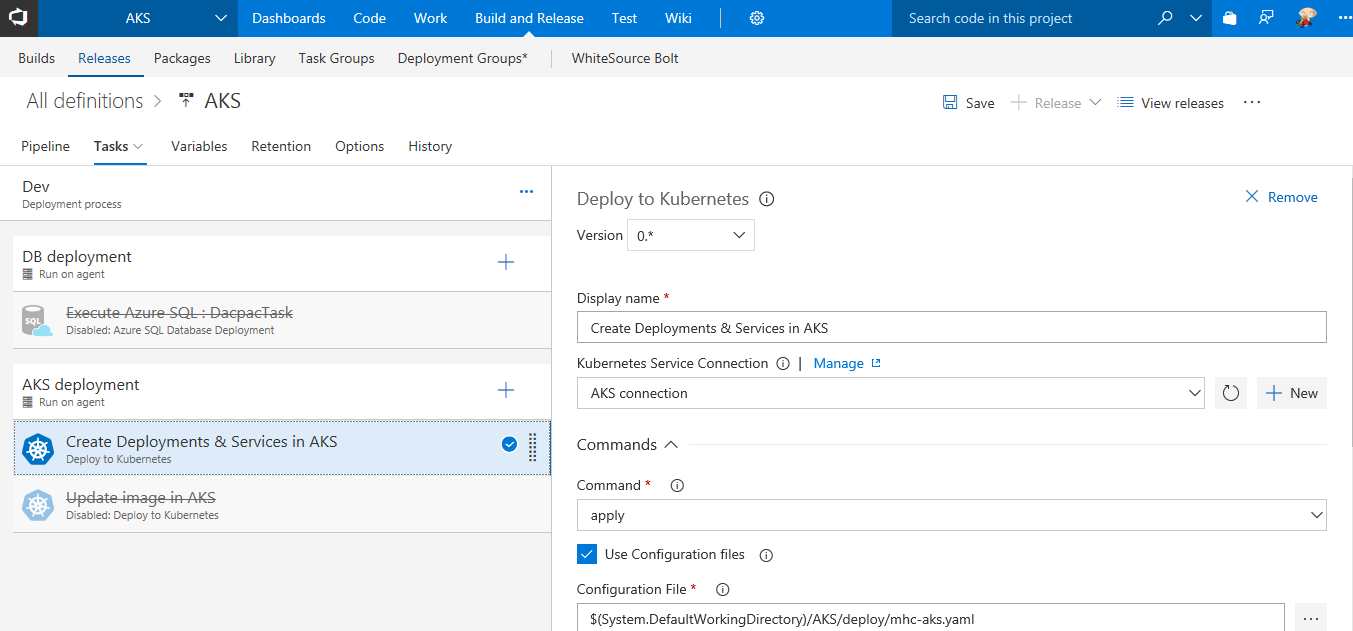 AKS Dashboards Code Work Build and Release Test Wiki Search code in this project
Builds Releases Packages Library Task Groups Deployment Groups* WhiteSource Bolt
All definitions > AKS Save + Release View releases ...
Pipeline Tasks Variables Retention Options History
Dev
Deployment process
DB deployment
Run on agent
SQL
Execute Azure SQL : DacpacTask
Disabled: Azure SQL Database Deployment
AKS deployment
Run on agent
Create Deployments & Services in AKS
Deploy to Kubernetes
Update image in AKS
Disabled: Deploy to Kubernetes
Deploy to Kubernetes Remove
Version 0.*
Display name *
Create Deployments & Services in AKS
Kubernetes Service Connection | Manage
AKS connection + New
Commands
Command *
apply
Use Configuration files
Configuration File *
$(System.DefaultWorkingDirectory)/AKS/deploy/mhc-aks.yaml ...